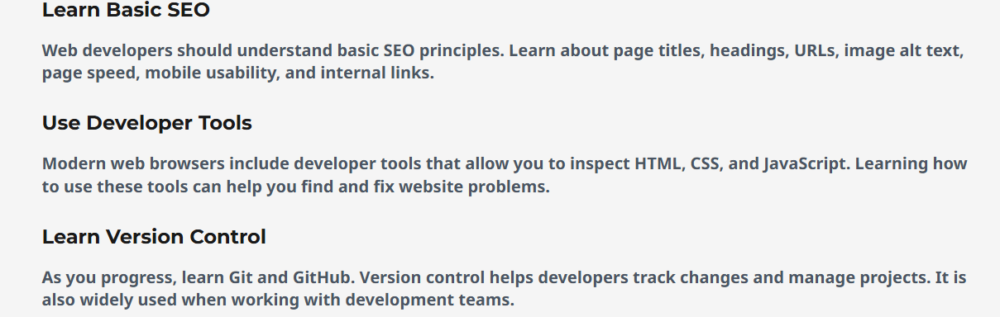 Learn Basic SEO
Web developers should understand basic SEO principles. Learn about page titles, headings, URLs, image alt text,
page speed, mobile usability, and internal links.
Use Developer Tools
Modern web browsers include developer tools that allow you to inspect HTML, CSS, and JavaScript. Learning how
to use these tools can help you find and fix website problems.
Learn Version Control
As you progress, learn Git and GitHub. Version control helps developers track changes and manage projects. It is
also widely used when working with development teams.